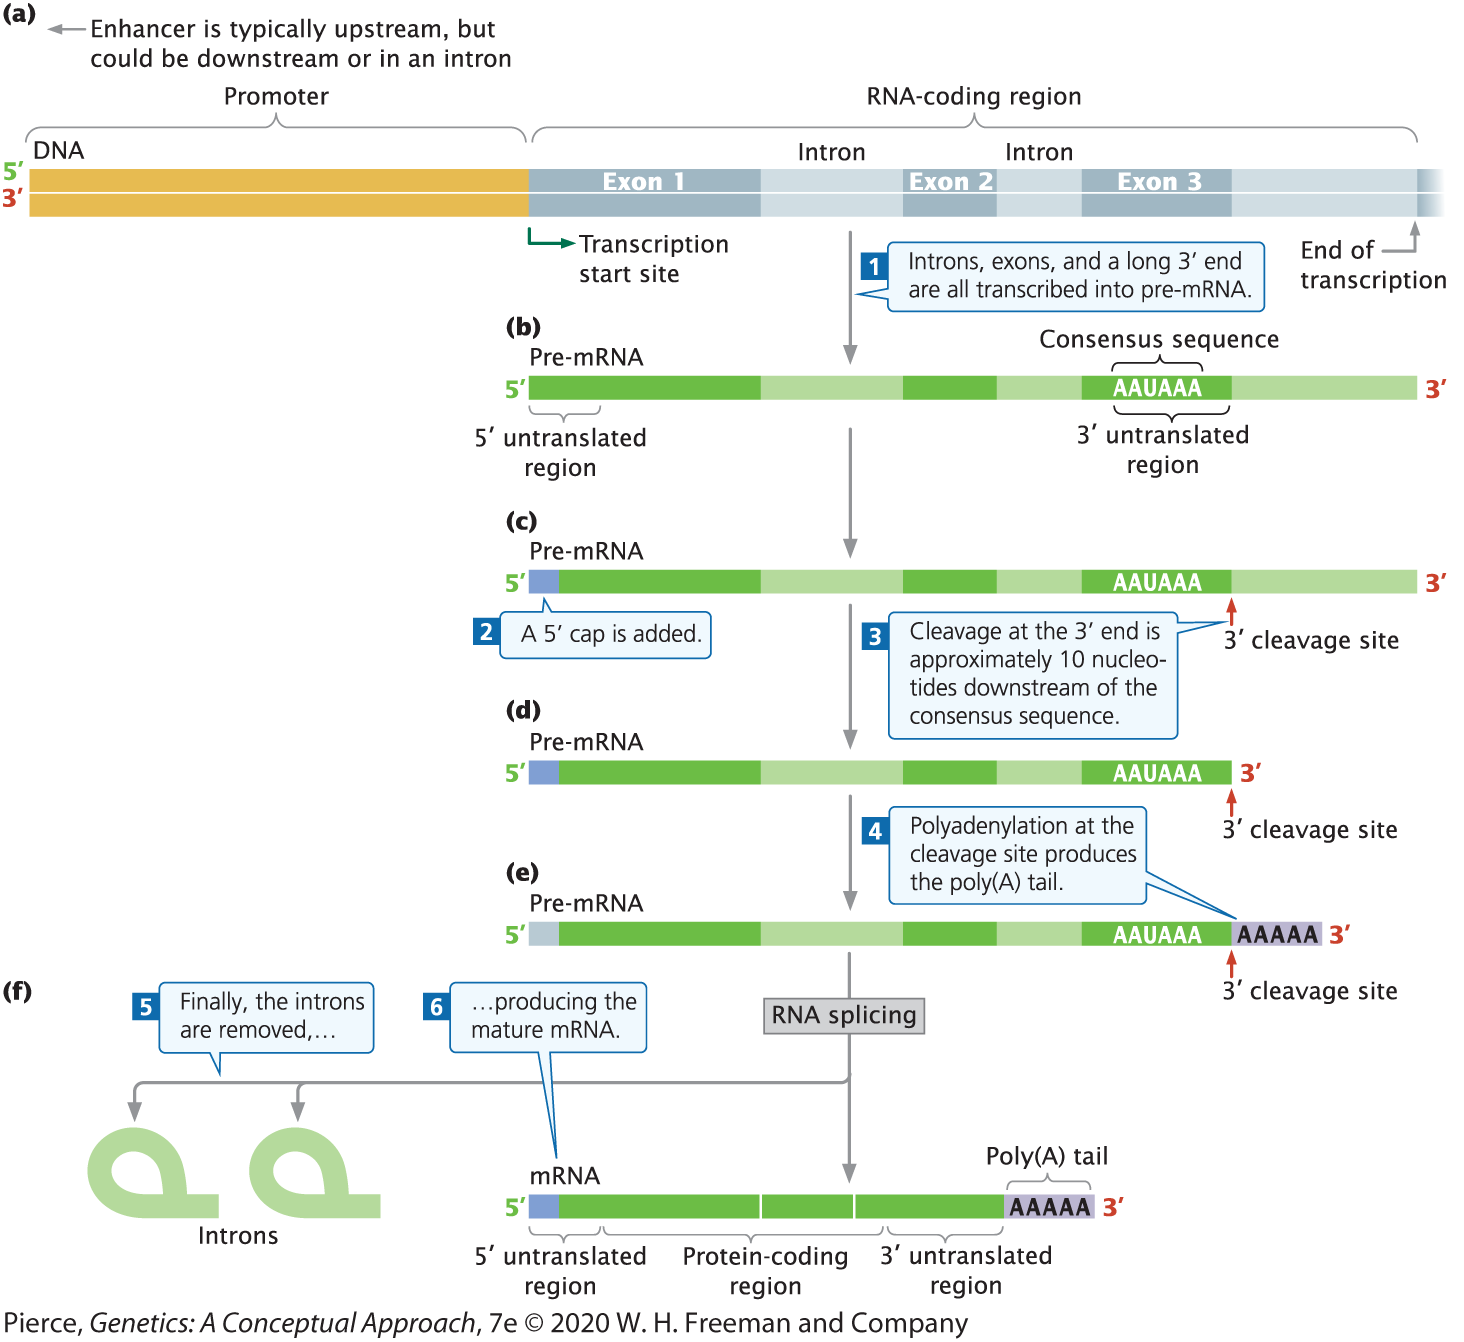 (a)
Enhancer is typically upstream, but
could be downstream or in an intron
Promoter
RNA-coding region
DNA
Intron
Intron
5′
3′
Exon 1
Exon 2
Exon 3
Transcription
start site
1
Introns, exons, and a long 3′ end
are all transcribed into pre-mRNA.
End of
transcription
(b)
Pre-mRNA
Consensus sequence
5′
AAUAAA
3′
5′ untranslated
region
3′ untranslated
region
(c)
Pre-mRNA
5′
AAUAAA
3′
2
A 5′ cap is added.
3
Cleavage at the 3′ end is
approximately 10 nucleo-
tides downstream of the
consensus sequence.
3′ cleavage site
(d)
Pre-mRNA
5′
AAUAAA
3′
3′ cleavage site
4
Polyadenylation at the
cleavage site produces
the poly(A) tail.
(e)
Pre-mRNA
5′
AAUAAA
AAAAA
3′
3′ cleavage site
(f)
5
Finally, the introns
are removed,…
6
…producing the
mature mRNA.
RNA splicing
Introns
mRNA
Poly(A) tail
5′
AAAAA
3′
5′ untranslated
region
Protein-coding
region
3′ untranslated
region
Pierce, Genetics: A Conceptual Approach, 7e © 2020 W. H. Freeman and Company